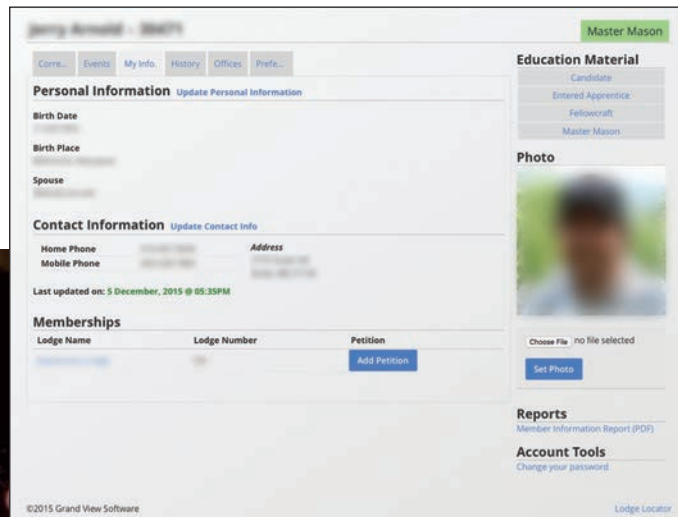 Master Mason
Corre... Events My Info. History Offices Prefe...
Personal Information Update Personal Information
Birth Date
Birth Place
Spouse
Contact Information Update Contact Info
Home Phone Address
Mobile Phone
Last updated on: 5 December, 2015 @ 05:35PM
Memberships
Lodge Name Lodge Number Petition
Add Petition
Education Material
Candidate
Entered Apprentice
Fellowcraft
Master Mason
Photo
Choose File no file selected
Set Photo
Reports
Member Information Report (PDF)
Account Tools
Change your password
©2015 Grand View Software
Lodge Locator